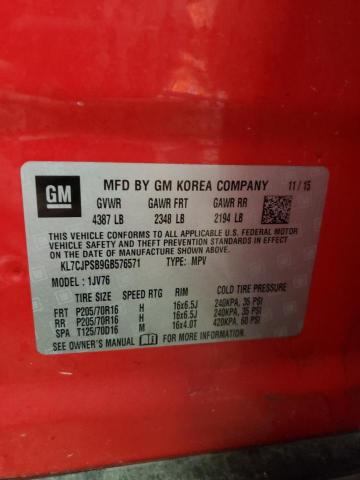 GM
MFD BY GM KOREA COMPANY 11/15
GVWR GAWR FRT GAWR RR
4387 LB 2348 LB 2194 LB
THIS VEHICLE CONFORMS TO ALL APPLICABLE U.S. FEDERAL MOTOR
VEHICLE SAFETY, BUMPER, AND THEFT PREVENTION STANDARDS IN EFFECT ON THE
DATE OF MANUFACTURE SHOWN ABOVE.
KL7CJPSB9GB576571 TYPE: MPV
MODEL: 1JV76
TIRE SIZE SPEED RTG RIM COLD TIRE PRESSURE
FRT P205/70R16 H 16x6.5J 240KPA, 35 PSI
RR P205/70R16 H 16x6.5J 240KPA, 35 PSI
SPA T125/70D16 M 16x4.0T 420KPA, 60 PSI
SEE OWNER'S MANUAL FOR MORE INFORMATION.